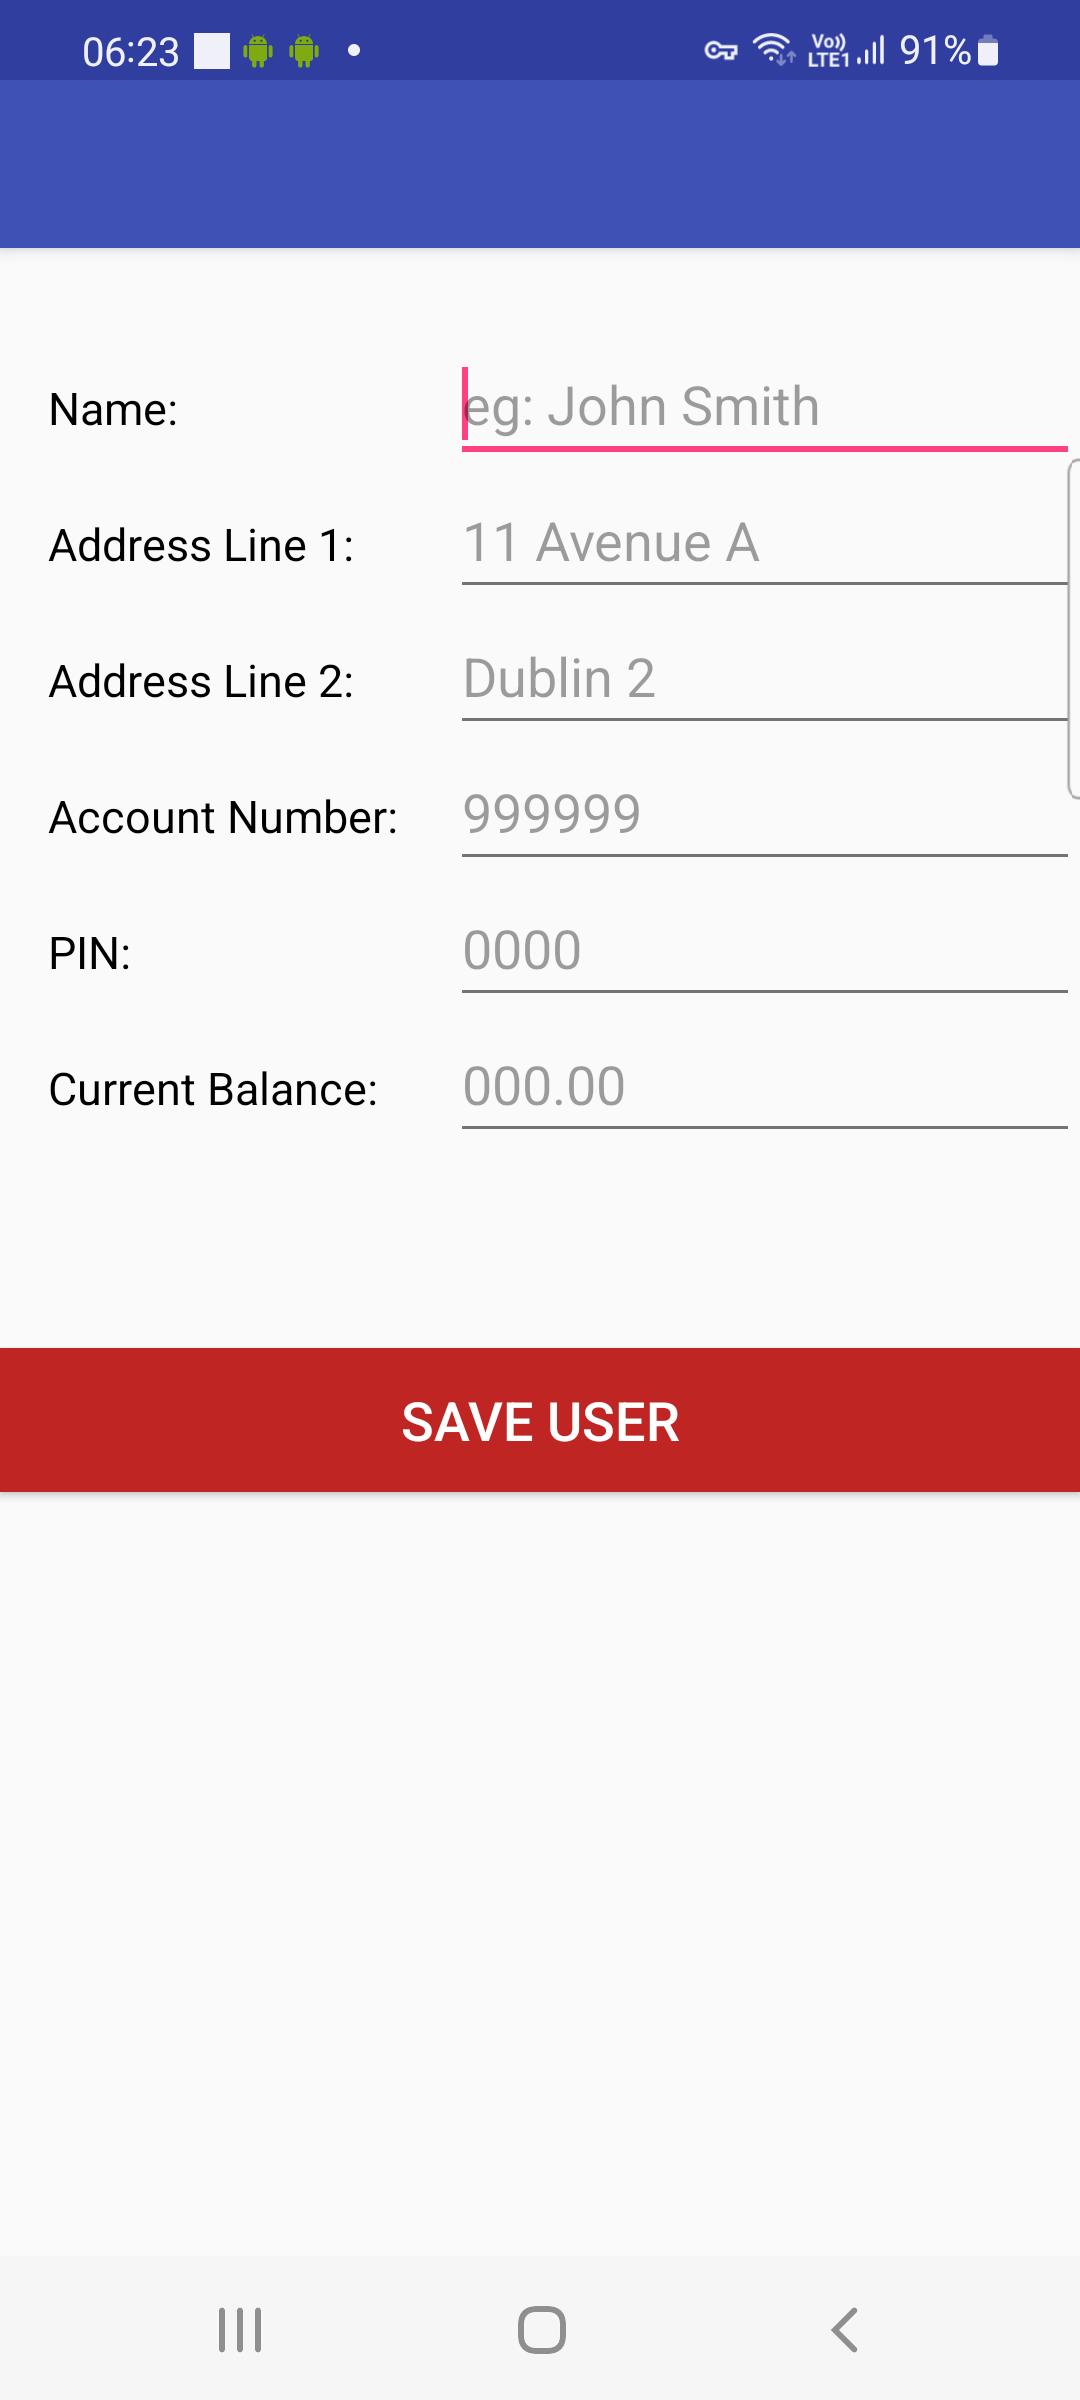 06:23 Vo)) LTE1 91%
Name: eg: John Smith
Address Line 1: 11 Avenue A
Address Line 2: Dublin 2
Account Number: 999999
PIN: 0000
Current Balance: 000.00
SAVE USER